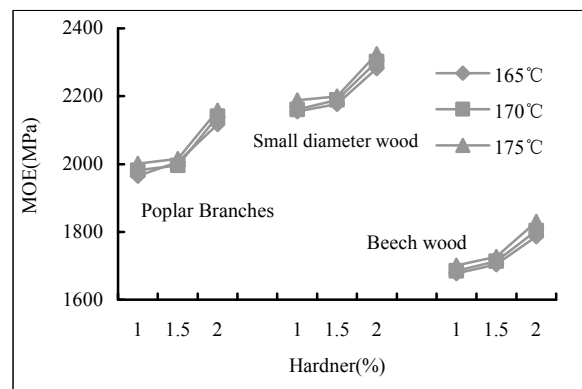 2400
2200
2000
1800
1600
MOE(MPa)
165℃
170℃
175℃
Small diameter wood
Poplar Branches
Beech wood
1 1.5 2 1 1.5 2 1 1.5 2
Hardner(%)